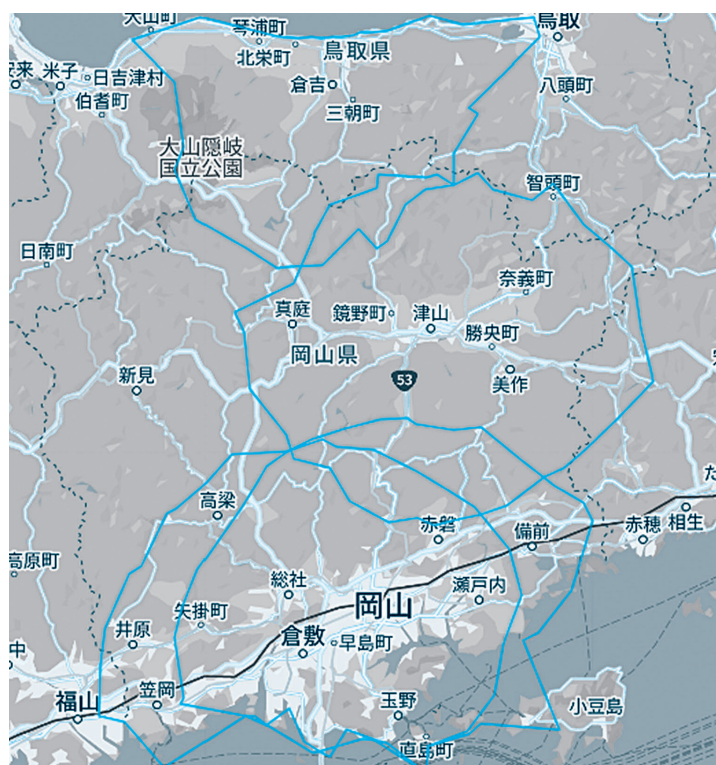 大山町
琴浦町
鳥取
北栄町
鳥取県
米子
日吉津村
倉吉
八頭町
伯耆町
三朝町
大山隠岐
国立公園
智頭町
日南町
奈義町
真庭
鏡野町
津山
勝央町
岡山県
53
新見
美作
高梁
赤磐
備前
赤穂
相生
高原町
総社
瀬戸内
矢掛町
岡山
井原
倉敷
早島町
中
笠岡
福山
玉野
小豆島
直島町